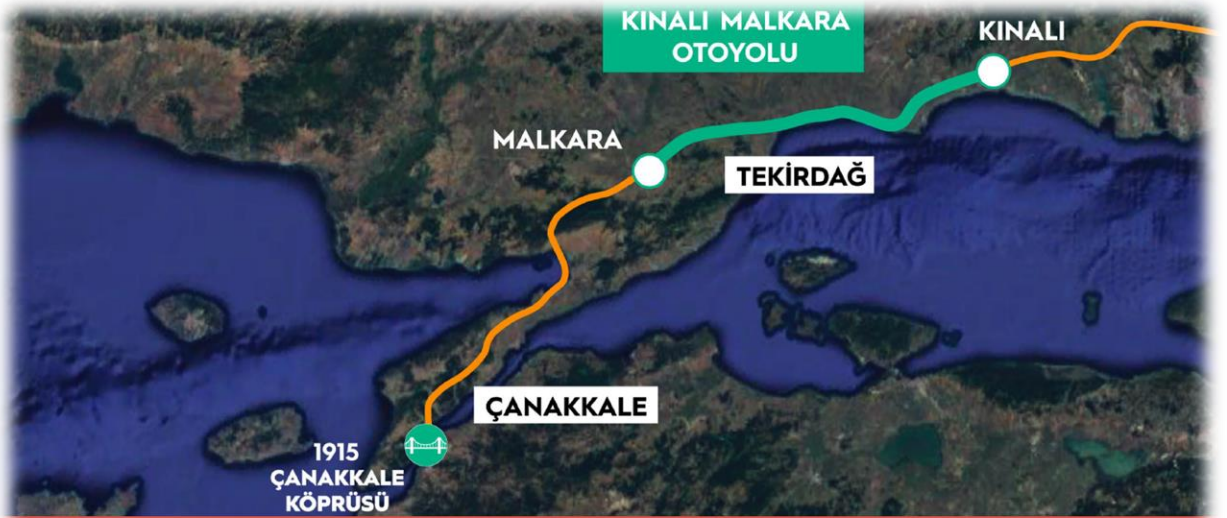 KINALI MALKARA
OTOYOLU
KINALI
MALKARA
TEKİRDAĞ
ÇANAKKALE
1915
ÇANAKKALE
KÖPRÜSÜ